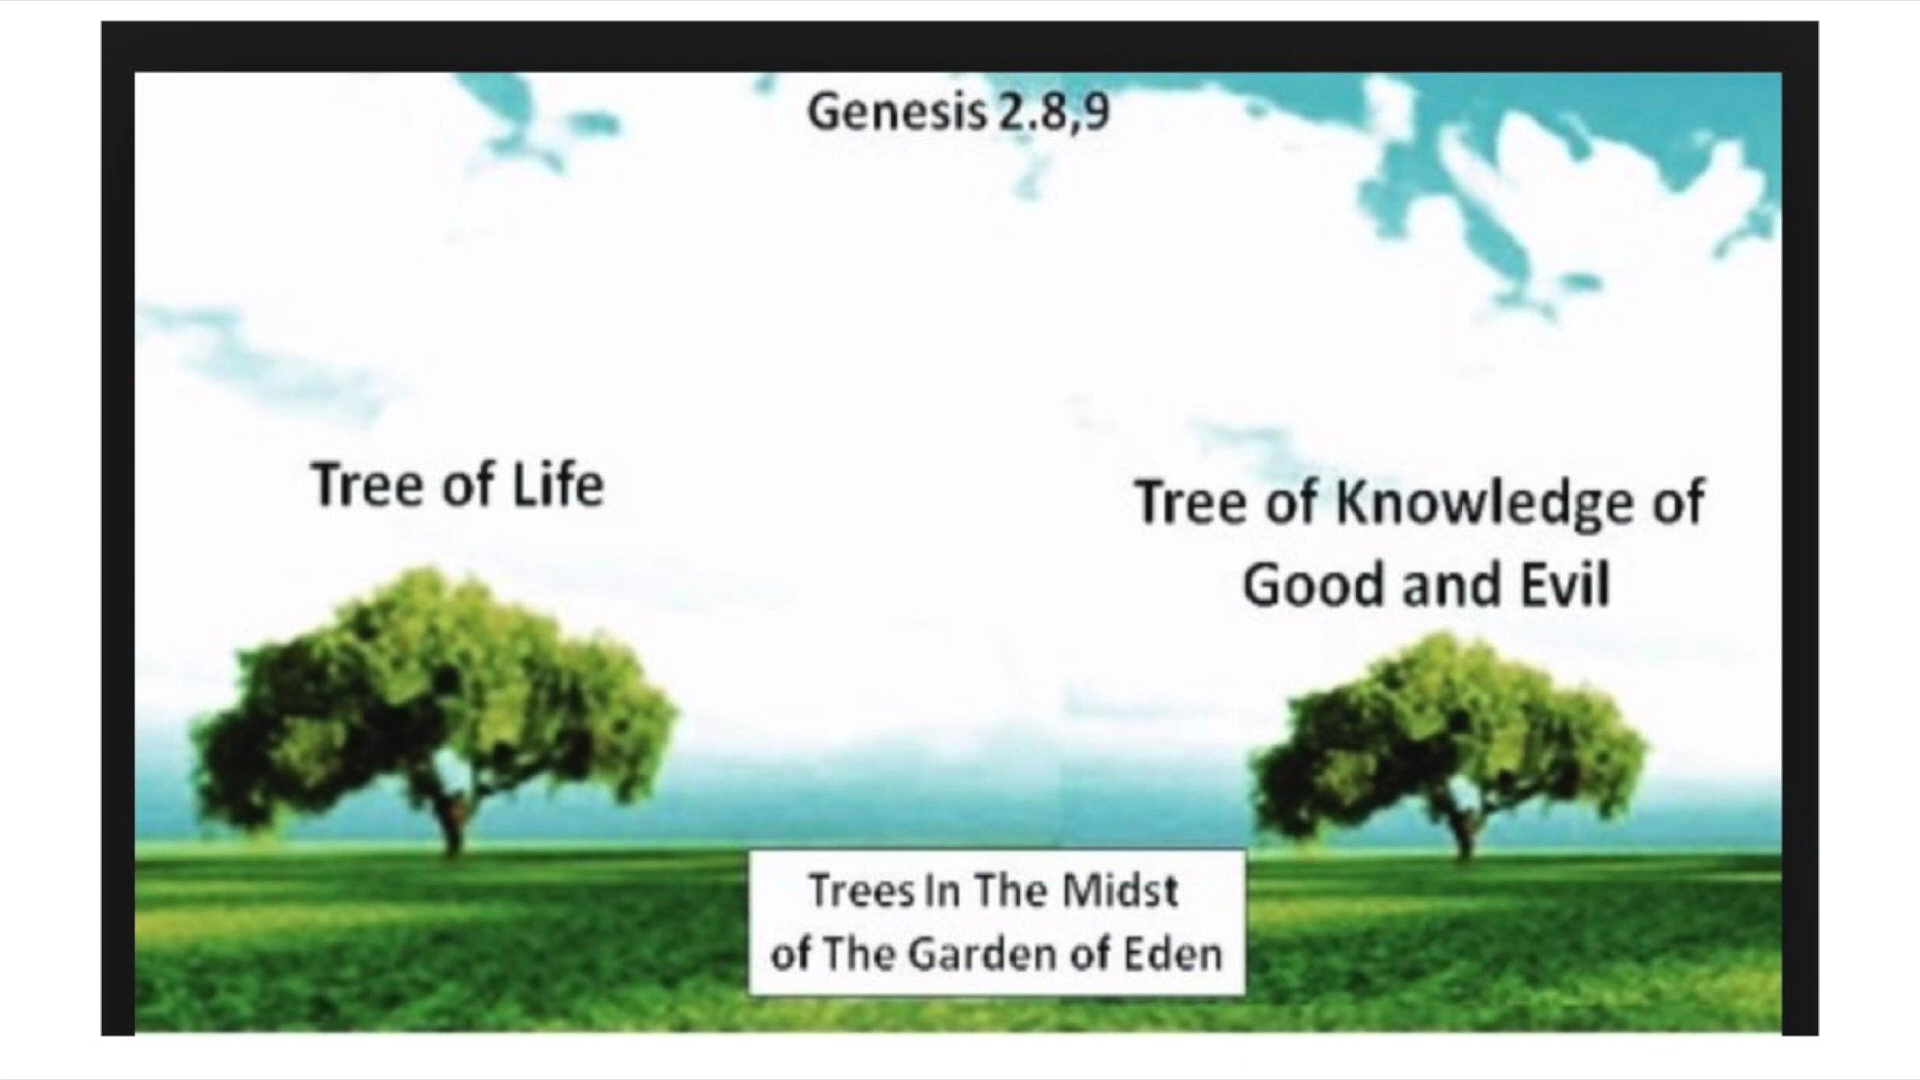 Genesis 2.8,9
Tree of Life
Tree of Knowledge of
Good and Evil
Trees In The Midst
of The Garden of Eden